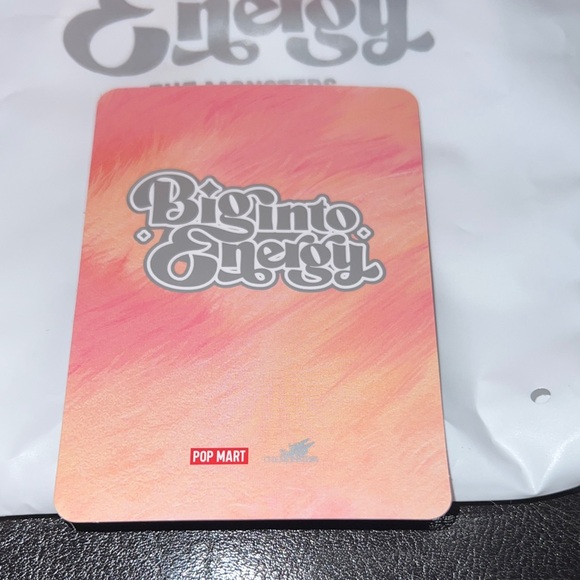 Energy
THE MONSTERS
Big into
Energy
POP MART